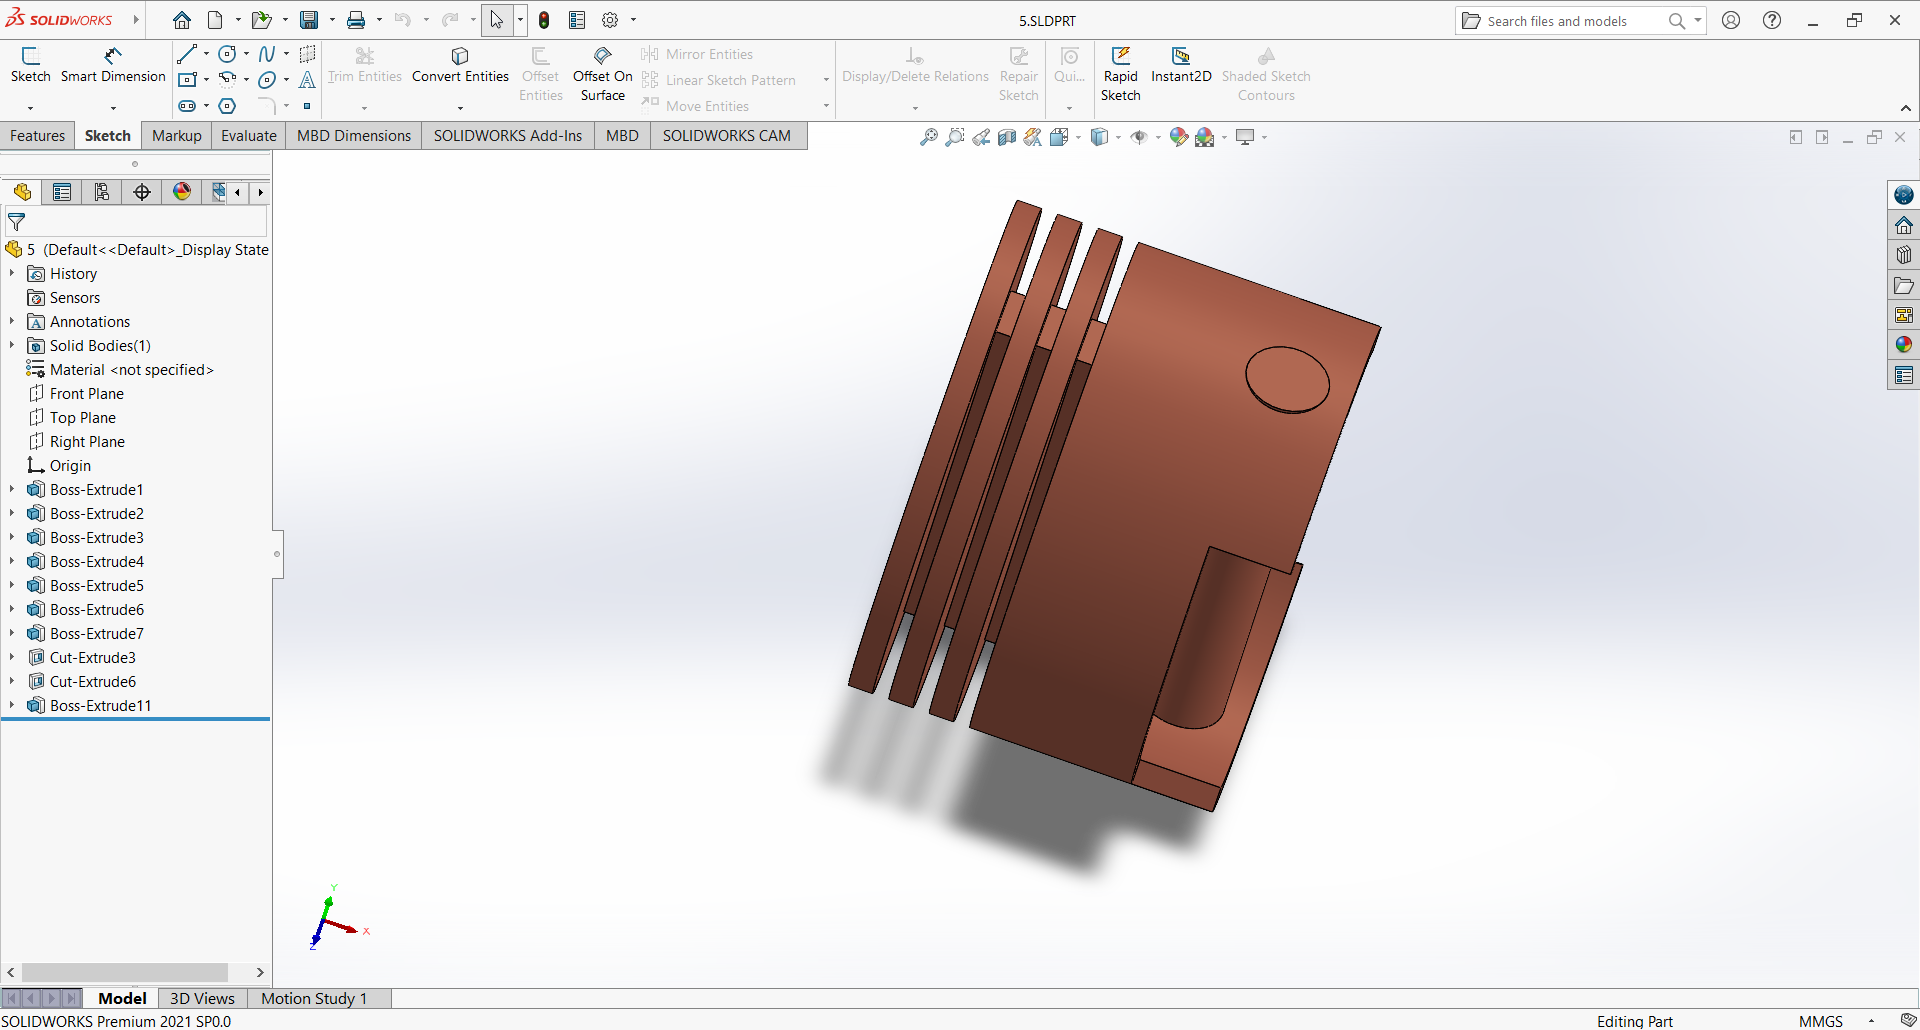 SOLIDWORKS
5.SLDPRT
Search files and models
Sketch
Smart Dimension
Trim Entities
Convert Entities
Offset Entities
Offset On Surface
Mirror Entities
Linear Sketch Pattern
Move Entities
Display/Delete Relations
Repair Sketch
Qui...
Rapid Sketch
Instant2D
Shaded Sketch Contours
Features
Sketch
Markup
Evaluate
MBD Dimensions
SOLIDWORKS Add-Ins
MBD
SOLIDWORKS CAM
5 (Default<<Default>_Display State
History
Sensors
Annotations
Solid Bodies(1)
Material <not specified>
Front Plane
Top Plane
Right Plane
Origin
Boss-Extrude1
Boss-Extrude2
Boss-Extrude3
Boss-Extrude4
Boss-Extrude5
Boss-Extrude6
Boss-Extrude7
Cut-Extrude3
Cut-Extrude6
Boss-Extrude11
Y
X
Z
Model
3D Views
Motion Study 1
SOLIDWORKS Premium 2021 SP0.0
Editing Part
MMGS